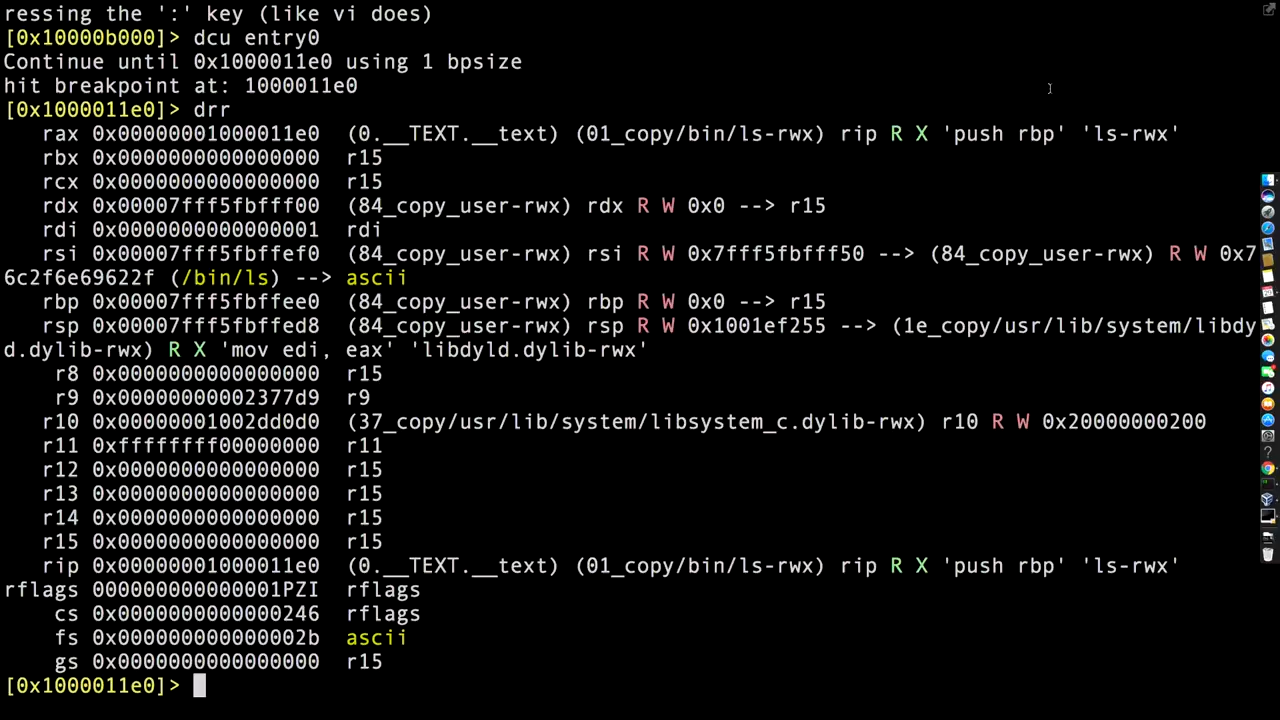 ressing the ':' key (like vi does)
[0x10000b000]> dcu entry0
Continue until 0x1000011e0 using 1 bpsize
hit breakpoint at: 1000011e0
[0x1000011e0]> drr
rax 0x00000001000011e0 (0.__TEXT.__text) (01_copy/bin/ls-rwx) rip R X 'push rbp' 'ls-rwx'
rbx 0x0000000000000000 r15
rcx 0x0000000000000000 r15
rdx 0x00007fff5fbfff00 (84_copy_user-rwx) rdx R W 0x0 --> r15
rdi 0x0000000000000001 rdi
rsi 0x00007fff5fbffef0 (84_copy_user-rwx) rsi R W 0x7fff5fbfff50 --> (84_copy_user-rwx) R W 0x7
6c2f6e69622f (/bin/ls) --> ascii
rbp 0x00007fff5fbffee0 (84_copy_user-rwx) rbp R W 0x0 --> r15
rsp 0x00007fff5fbffed8 (84_copy_user-rwx) rsp R W 0x1001ef255 --> (1e_copy/usr/lib/system/libdy
d.dylib-rwx) R X 'mov edi, eax' 'libdyld.dylib-rwx'
r8 0x0000000000000000 r15
r9 0x00000000002377d9 r9
r10 0x00000001002dd0d0 (37_copy/usr/lib/system/libsystem_c.dylib-rwx) r10 R W 0x20000000200
r11 0xffffffff00000000 r11
r12 0x0000000000000000 r15
r13 0x0000000000000000 r15
r14 0x0000000000000000 r15
r15 0x0000000000000000 r15
rip 0x00000001000011e0 (0.__TEXT.__text) (01_copy/bin/ls-rwx) rip R X 'push rbp' 'ls-rwx'
rflags 00000000000001PZI rflags
cs 0x0000000000000246 rflags
fs 0x000000000000002b ascii
gs 0x0000000000000000 r15
[0x1000011e0]>